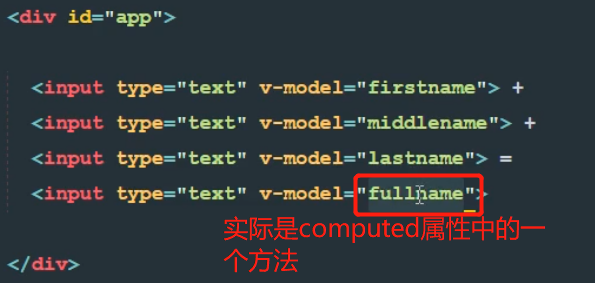 <div id="app">
<input type="text" v-model="firstname"> +
<input type="text" v-model="middlename"> +
<input type="text" v-model="lastname"> =
<input type="text" v-model="fullname">
实际是computed属性中的一
个方法
</div>